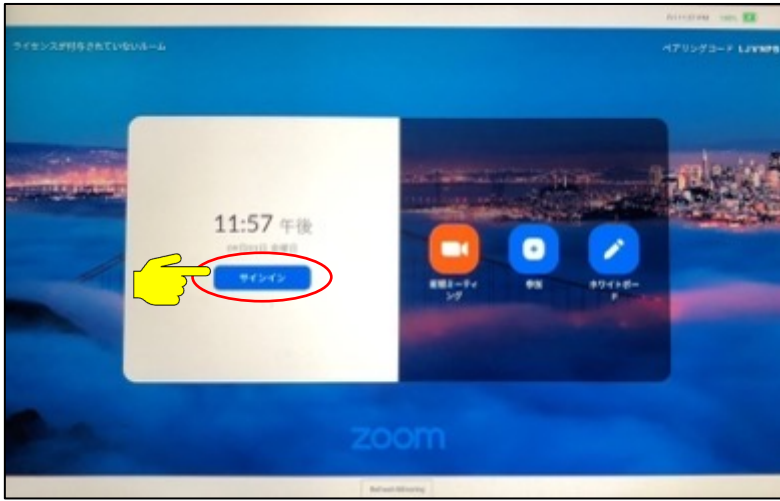 ライセンスが付与されていないルーム
ペアリングコード
11:57 午後
サインイン
新規ミーティ
ング
参加
ホワイトボー
ド
zoom